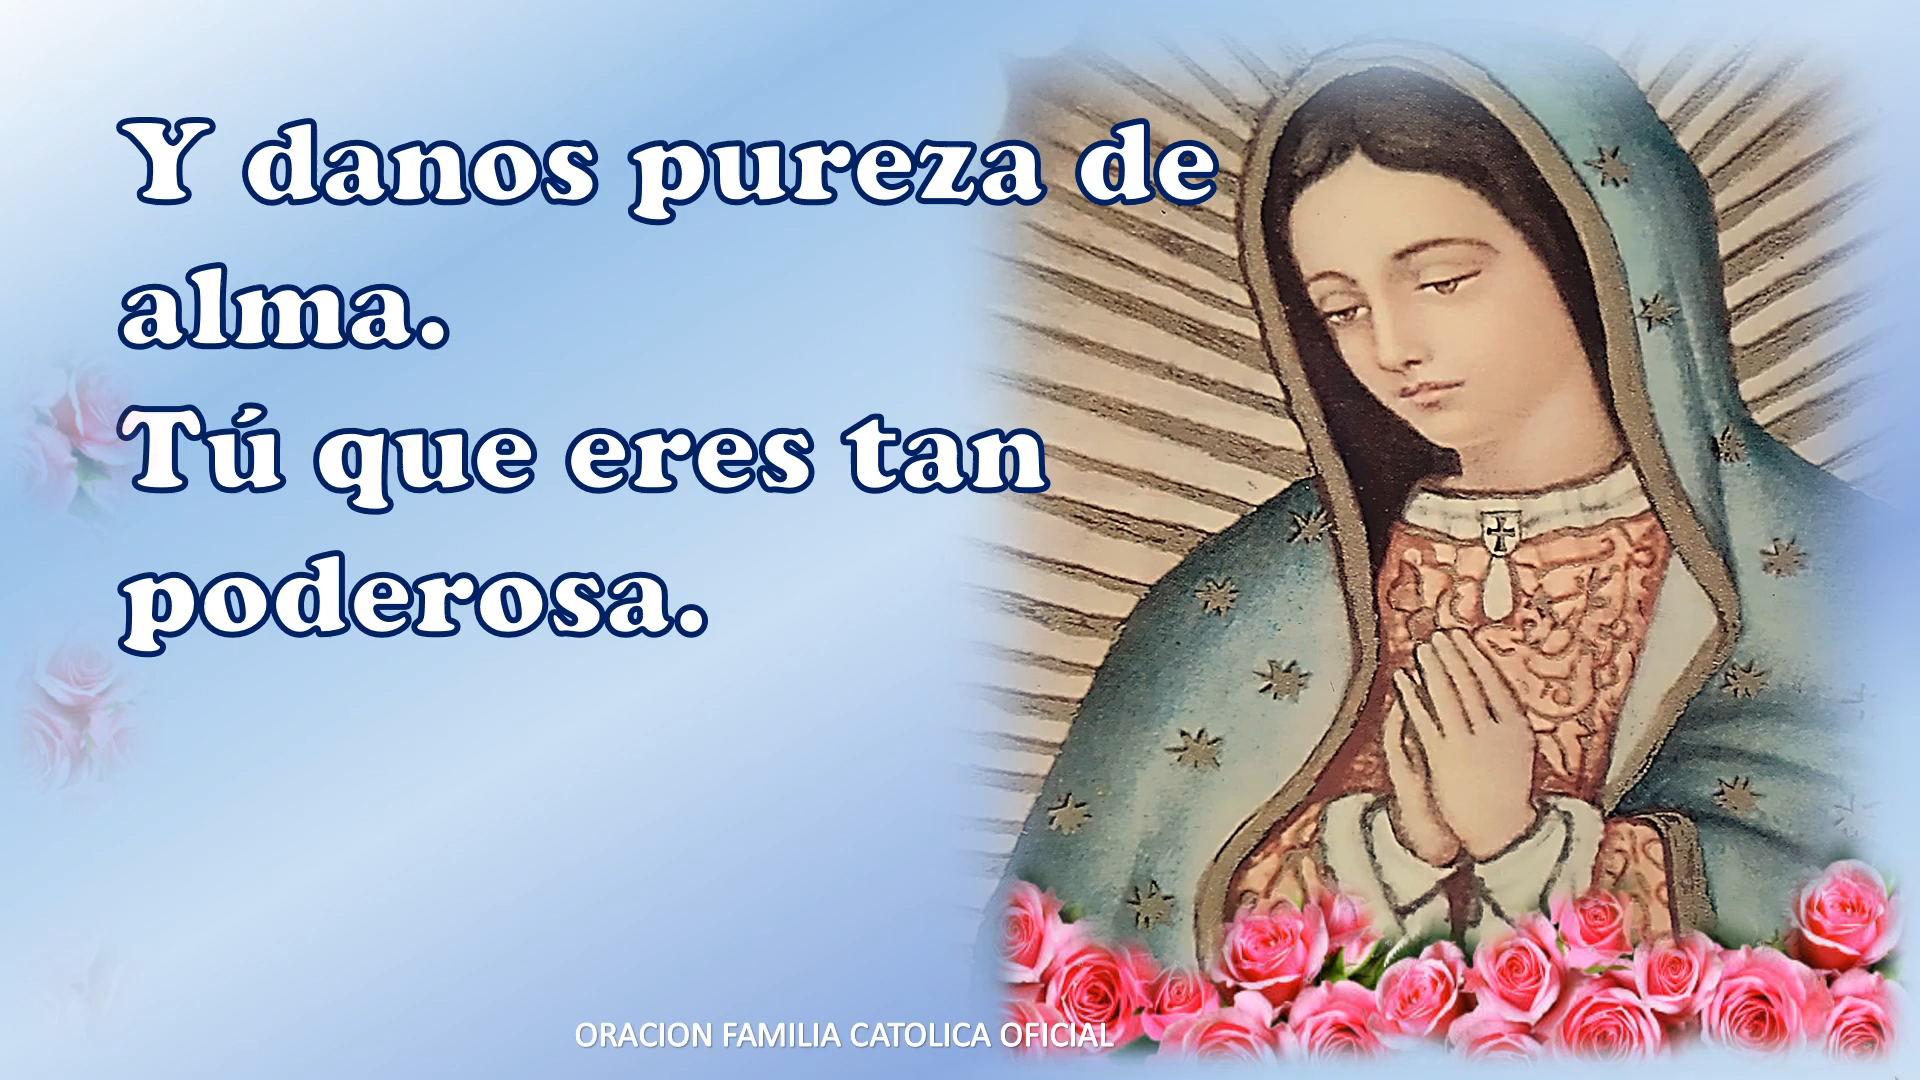 Y danos pureza de
alma.
Tú que eres tan
poderosa.
ORACION FAMILIA CATOLICA OFICIAL